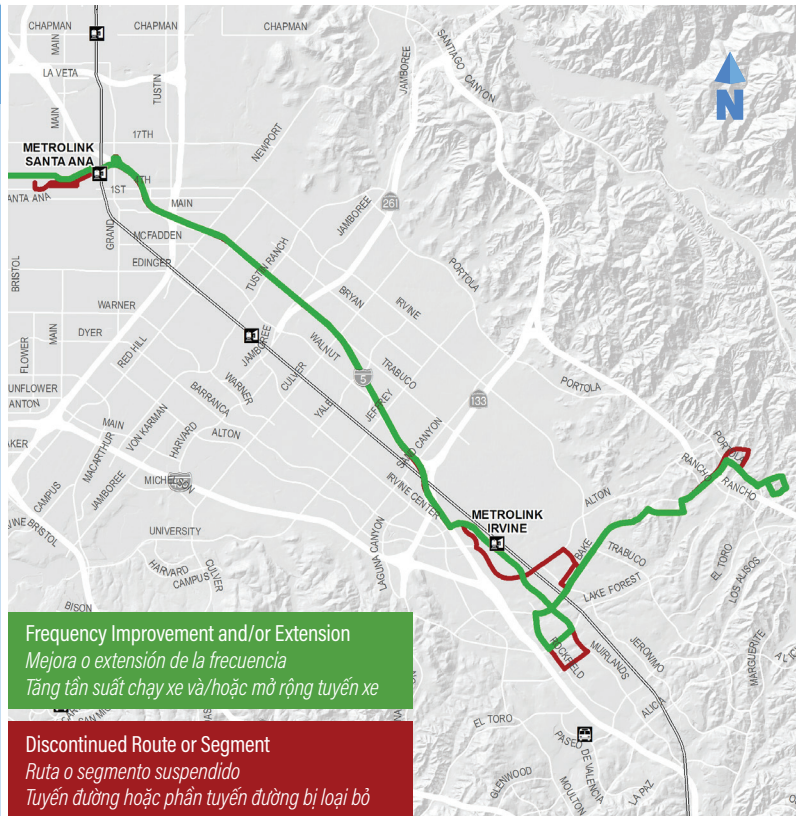 CHAPMAN
CHAPMAN
CHAPMAN
MAIN
LA VETA
MAIN
TUSTIN
JAMBOREE
SANTIAGO
CANYON
N
17TH
NEWPORT
METROLINK
SANTA ANA
4TH
1ST
MAIN
261
GRAND
MCFADDEN
EDINGER
BRISTOL
TUSTIN RANCH
JAMBOREE
PORTOLA
BRYAN
IRVINE
WARNER
MAIN
DYER
FLOWER
RED HILL
JAMBOREE
WALNUT
TRABUCO
5
PORTOLA
WARNER
CULVER
YALE
JEFFREY
133
BARRANCA
MAIN
VON KARMAN
HARVARD
ALTON
MACARTHUR
SAND CANYON
PORTOLA
RANCHO
RANCHO
CAMPUS
JAMBOREE
MICHELSON
IRVINE CENTER
ALTON
METROLINK
IRVINE
UNIVERSITY
LAGUNA CANYON
BAKE
TRABUCO
EL TORO
LOS ALISOS
HARVARD
CAMPUS
CULVER
LAKE FOREST
BISON
ROCKFIELD
MUIRLANDS
JERONIMO
MARGUERITE
ALICIA
EL TORO
PASEO
DE VALENCIA
GLENWOOD
MOULTON
LA PAZ
Frequency Improvement and/or Extension
Mejora o extensión de la frecuencia
Tăng tần suất chạy xe và/hoặc mở rộng tuyến xe
Discontinued Route or Segment
Ruta o segmento suspendido
Tuyến đường hoặc phần tuyến đường bị loại bỏ